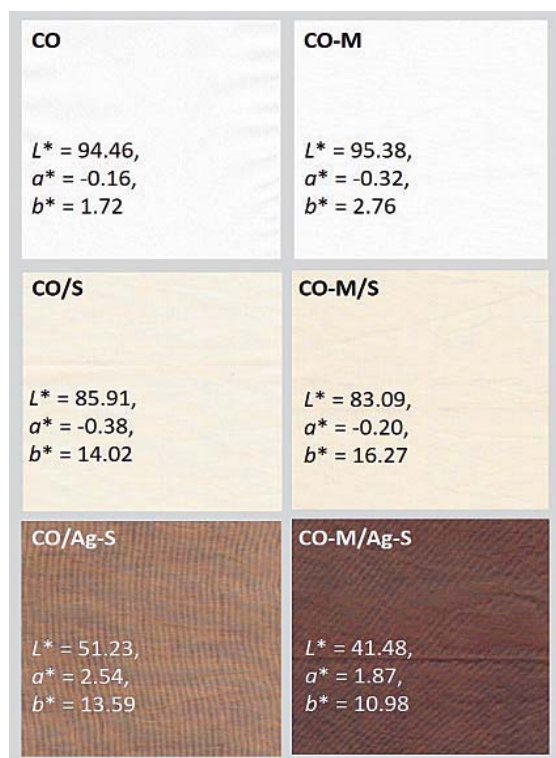 CO
L* = 94.46,
a* = -0.16,
b* = 1.72
CO-M
L* = 95.38,
a* = -0.32,
b* = 2.76
CO/S
L* = 85.91,
a* = -0.38,
b* = 14.02
CO-M/S
L* = 83.09,
a* = -0.20,
b* = 16.27
CO/Ag-S
L* = 51.23,
a* = 2.54,
b* = 13.59
CO-M/Ag-S
L* = 41.48,
a* = 1.87,
b* = 10.98